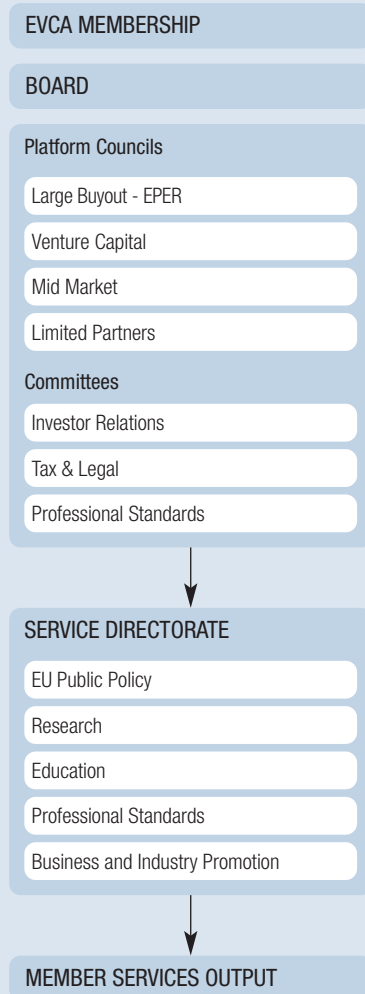 EVCA MEMBERSHIP
BOARD
Platform Councils
Large Buyout - EPER
Venture Capital
Mid Market
Limited Partners
Committees
Investor Relations
Tax & Legal
Professional Standards
SERVICE DIRECTORATE
EU Public Policy
Research
Education
Professional Standards
Business and Industry Promotion
MEMBER SERVICES OUTPUT